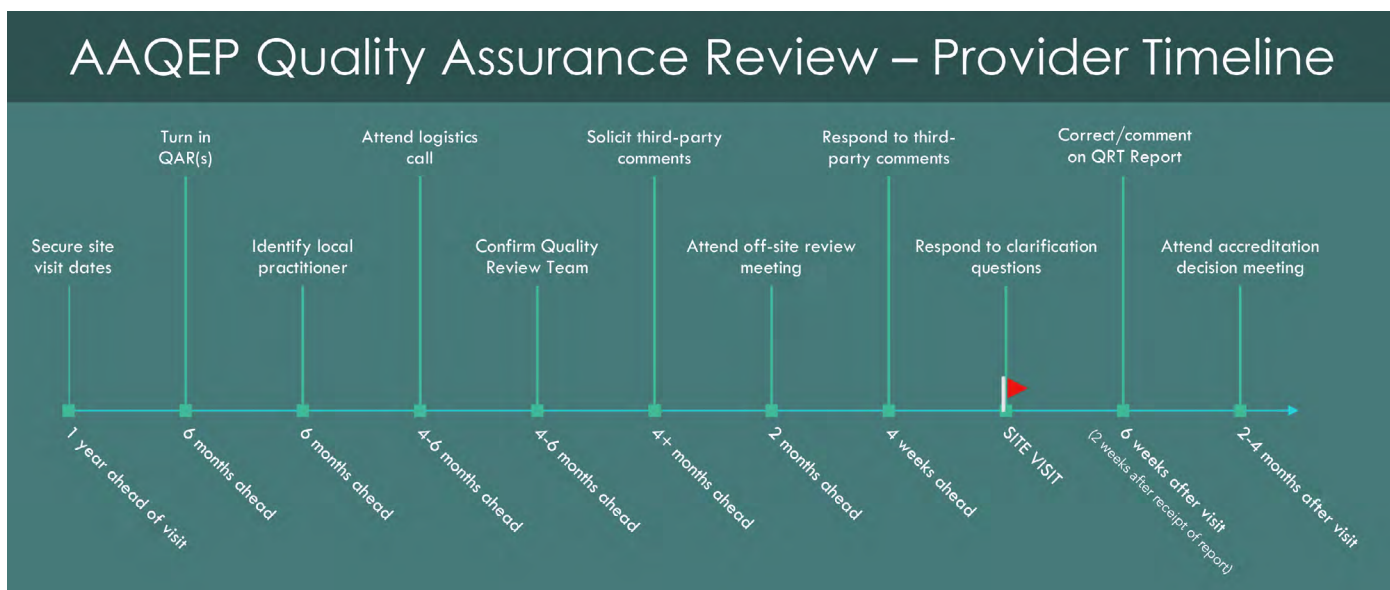 AAQEP Quality Assurance Review – Provider Timeline
Turn in
QAR(s)
Attend logistics
call
Solicit third-party
comments
Respond to third-
party comments
Correct/comment
on QRT Report
Secure site
visit dates
Identify local
practitioner
Confirm Quality
Review Team
Attend off-site review
meeting
Respond to clarification
questions
Attend accreditation
decision meeting
1 year ahead of visit
6 months ahead
6 months ahead
4-6 months ahead
4-6 months ahead
4+ months ahead
2 months ahead
4 weeks ahead
SITE VISIT
6 weeks after visit
(2 weeks after receipt of report)
2-4 months after visit